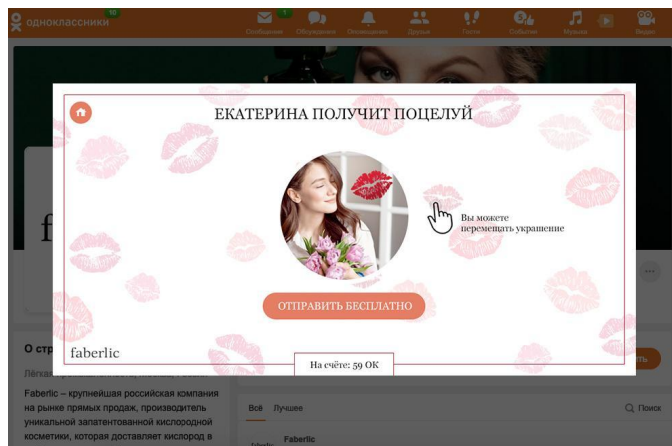 одноклассники
10
Сообщения
1
Обсуждения
Оповещения
Друзья
Гости
События
Музыка
Видео
ЕКАТЕРИНА ПОЛУЧИТ ПОЦЕЛУЙ
Вы можете
перемещать украшение
ОТПРАВИТЬ БЕСПЛАТНО
faberlic
На счёте: 59 ОК
f
О стр
Faberlic – крупнейшая российская компания
на рынке прямых продаж, производитель
уникальной запатентованной кислородной
косметики, которая доставляет кислород в
Всё Лучшее
Поиск
Faberlic